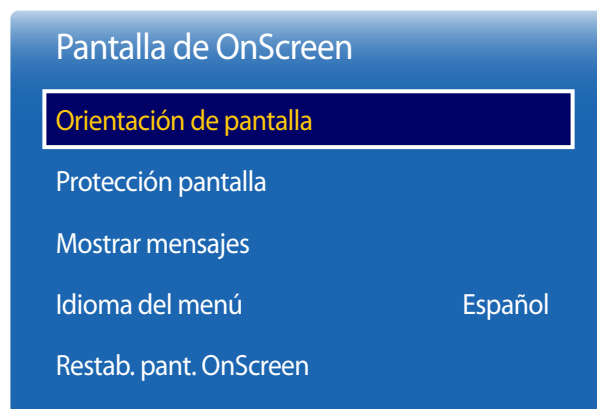 Pantalla de OnScreen
Orientación de pantalla
Protección pantalla
Mostrar mensajes
Idioma del menú Español
Restab. pant. OnScreen